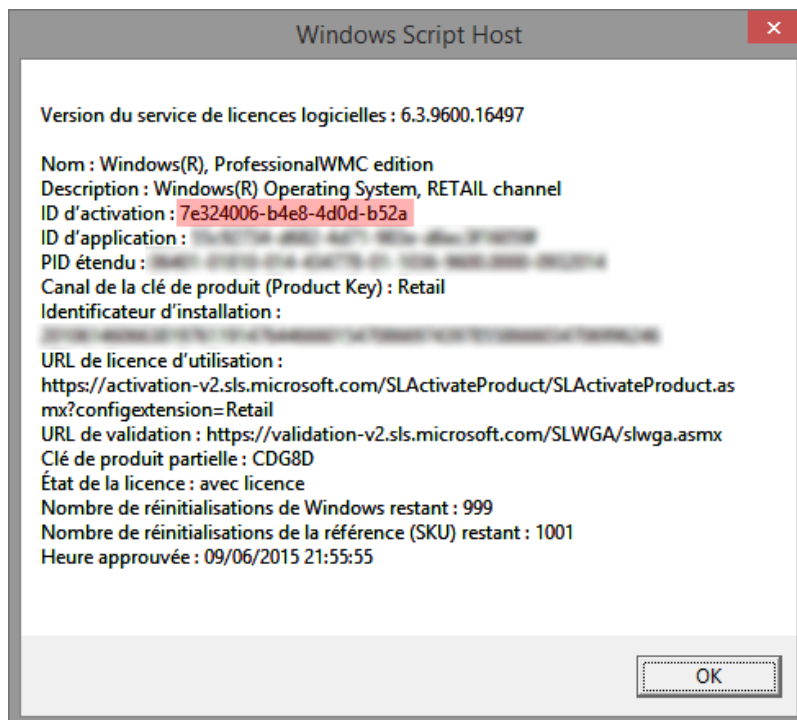 Windows Script Host
Version du service de licences logicielles : 6.3.9600.16497
Nom : Windows(R), ProfessionalWMC edition
Description : Windows(R) Operating System, RETAIL channel
ID d'activation : 7e324006-b4e8-4d0d-b52a
ID d'application :
PID étendu :
Canal de la clé de produit (Product Key) : Retail
Identificateur d'installation :
URL de licence d'utilisation :
https://activation-v2.sls.microsoft.com/SLActivateProduct/SLActivateProduct.as
mx?configextension=Retail
URL de validation : https://validation-v2.sls.microsoft.com/SLWGA/slwga.asmx
Clé de produit partielle : CDG8D
État de la licence : avec licence
Nombre de réinitialisations de Windows restant : 999
Nombre de réinitialisations de la référence (SKU) restant : 1001
Heure approuvée : 09/06/2015 21:55:55
OK